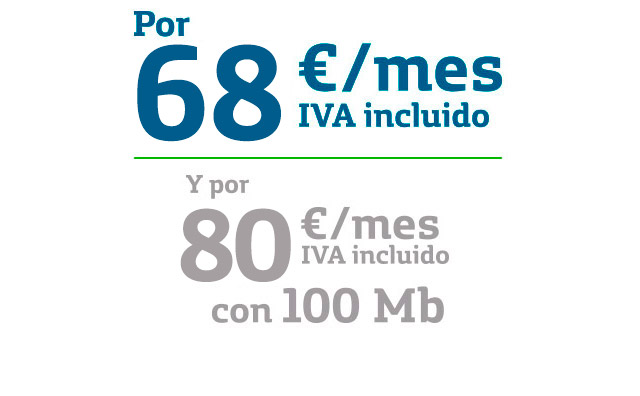 Por
68 €/mes
IVA incluido
Y por
80 €/mes
IVA incluido
con 100 Mb